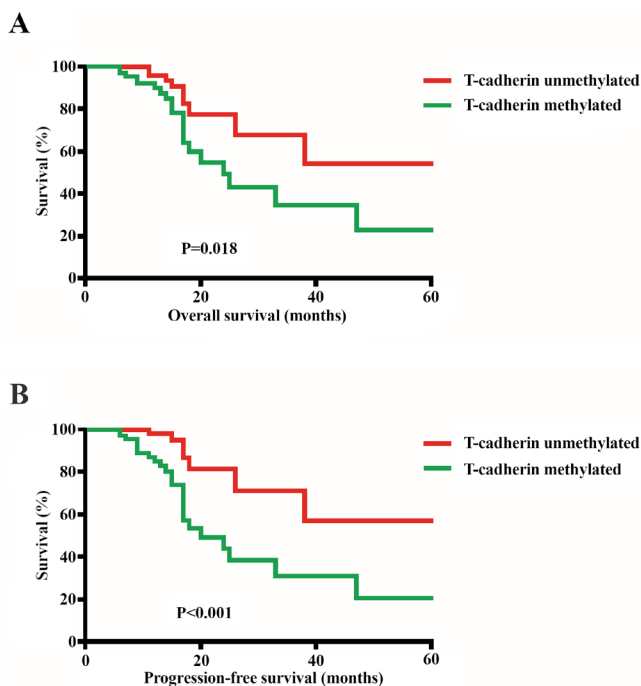 A
T-cadherin unmethylated
T-cadherin methylated
100
80
60
40
20
0
Survival (%)
P=0.018
0 20 40 60
Overall survival (months)
B
T-cadherin unmethylated
T-cadherin methylated
100
80
60
40
20
0
Survival (%)
P<0.001
0 20 40 60
Progression-free survival (months)